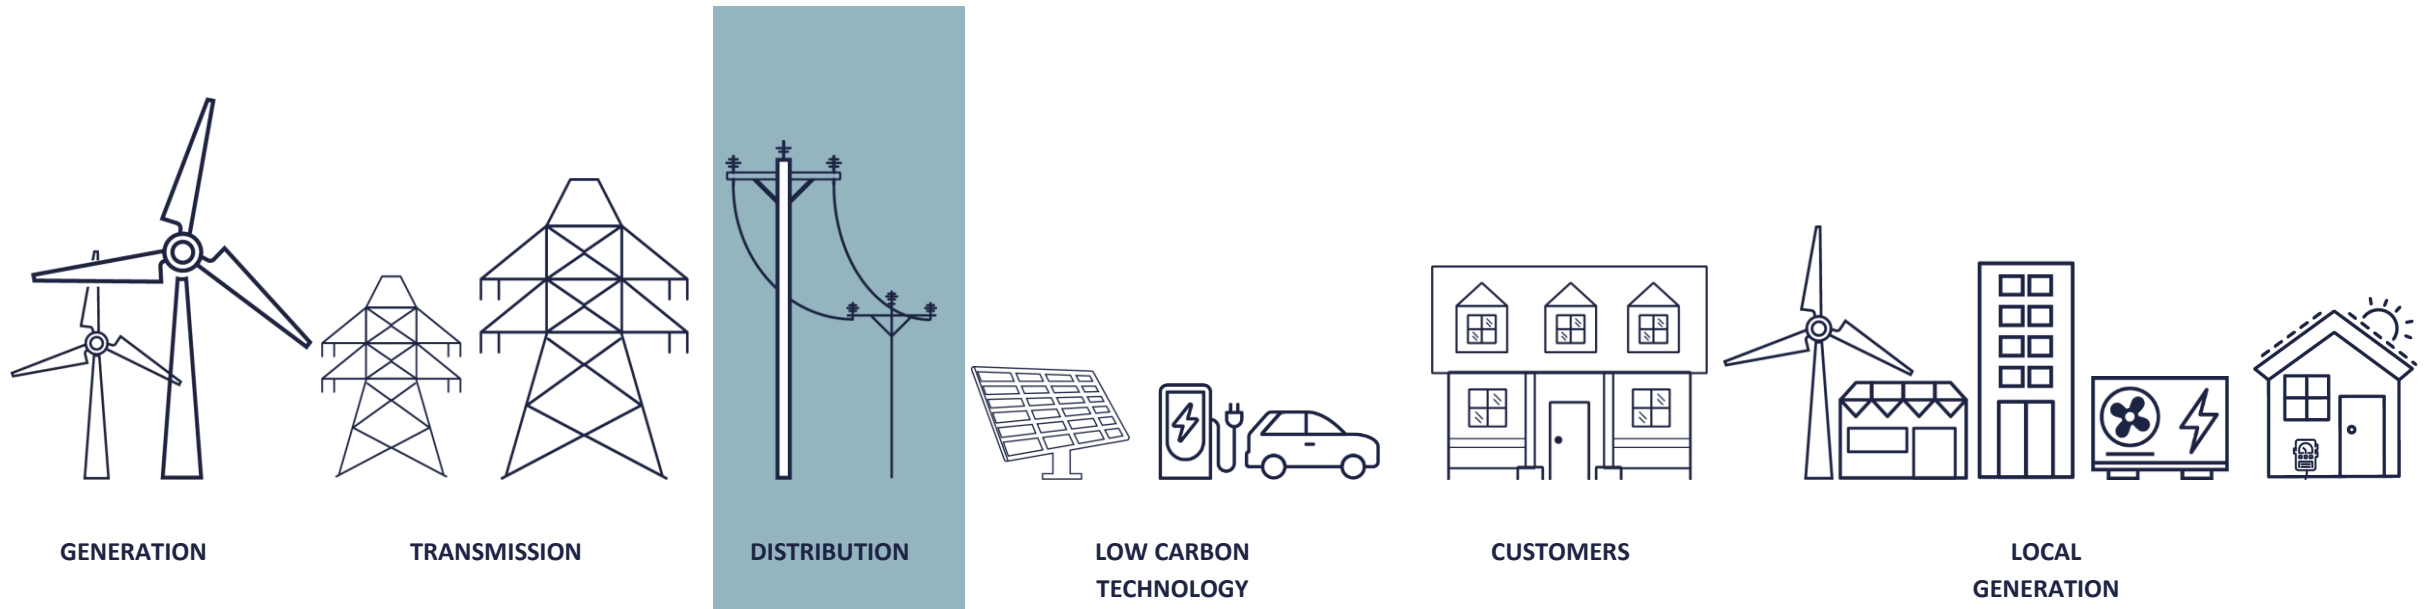 GENERATION
TRANSMISSION
DISTRIBUTION
LOW CARBON
TECHNOLOGY
CUSTOMERS
LOCAL
GENERATION